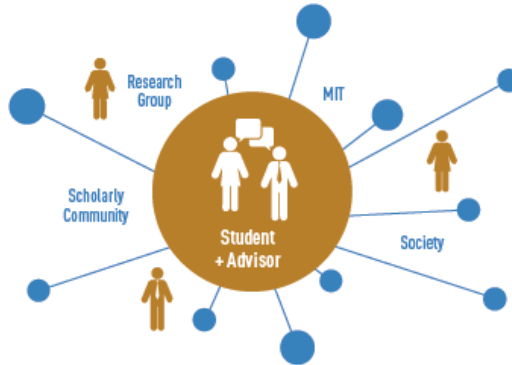 Research
Group
MIT
Scholarly
Community
Society
Student
+ Advisor